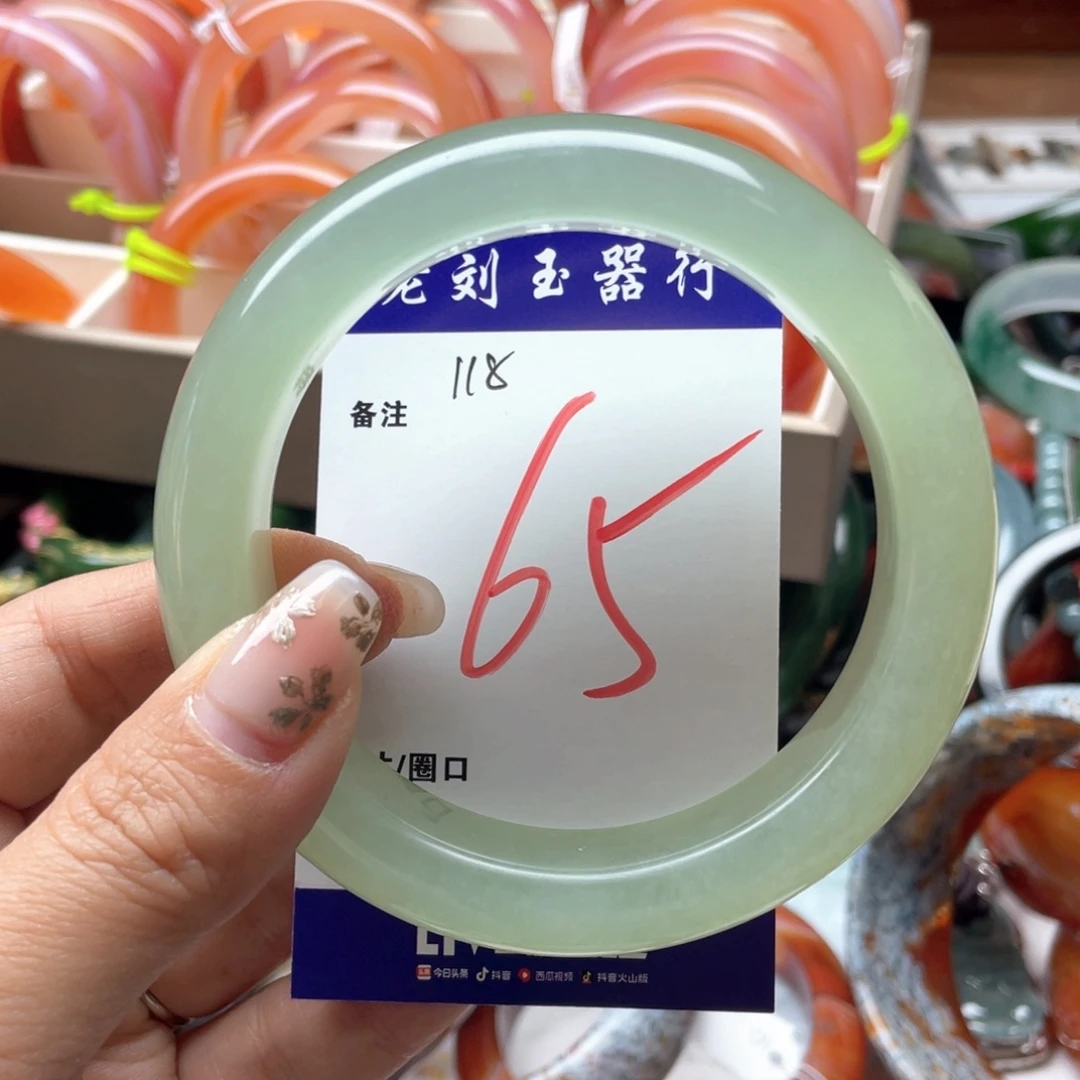 老刘玉器行
118
备注
65
/圈口
今日头条 抖音 西瓜视频 抖音火山版